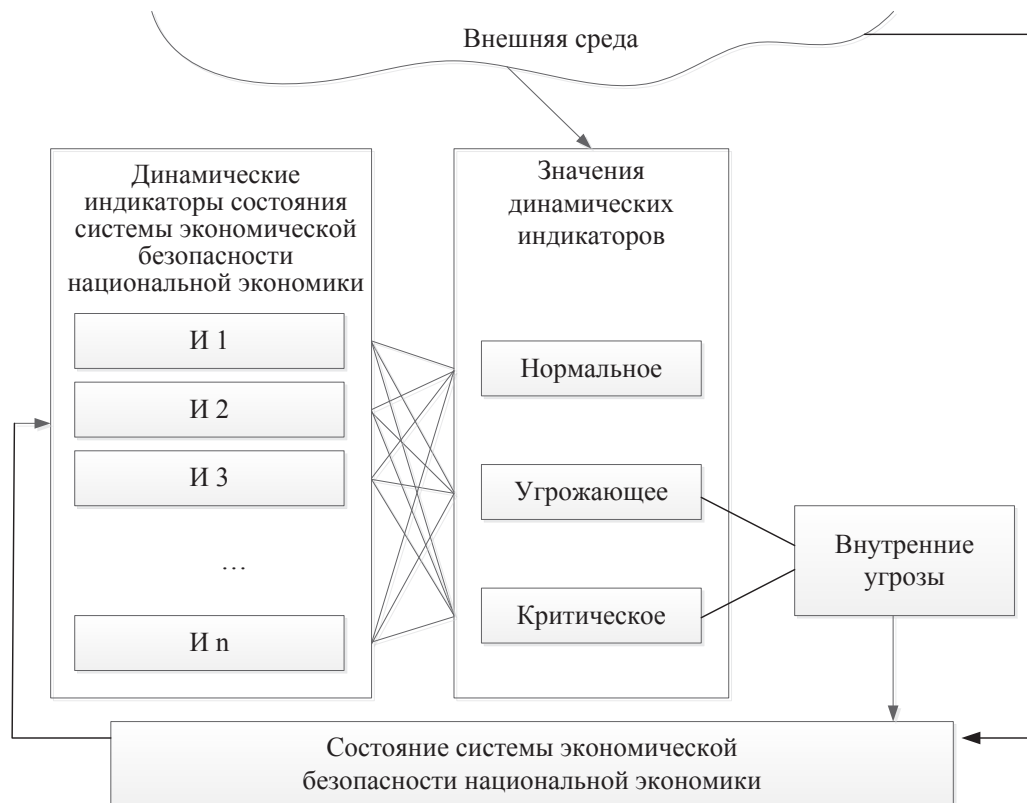 Внешняя среда
Динамические
индикаторы состояния
системы экономической
безопасности
национальной экономики
И 1
И 2
И 3
...
И n
Значения
динамических
индикаторов
Нормальное
Угрожающее
Критическое
Внутренние
угрозы
Состояние системы экономической
безопасности национальной экономики